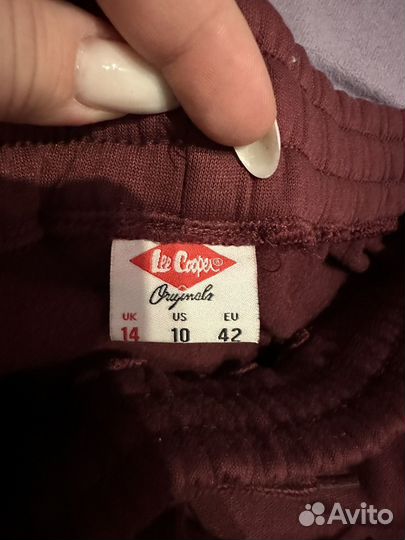 Lee Cooper®
Originals
UK US EU
14 10 42
Avito